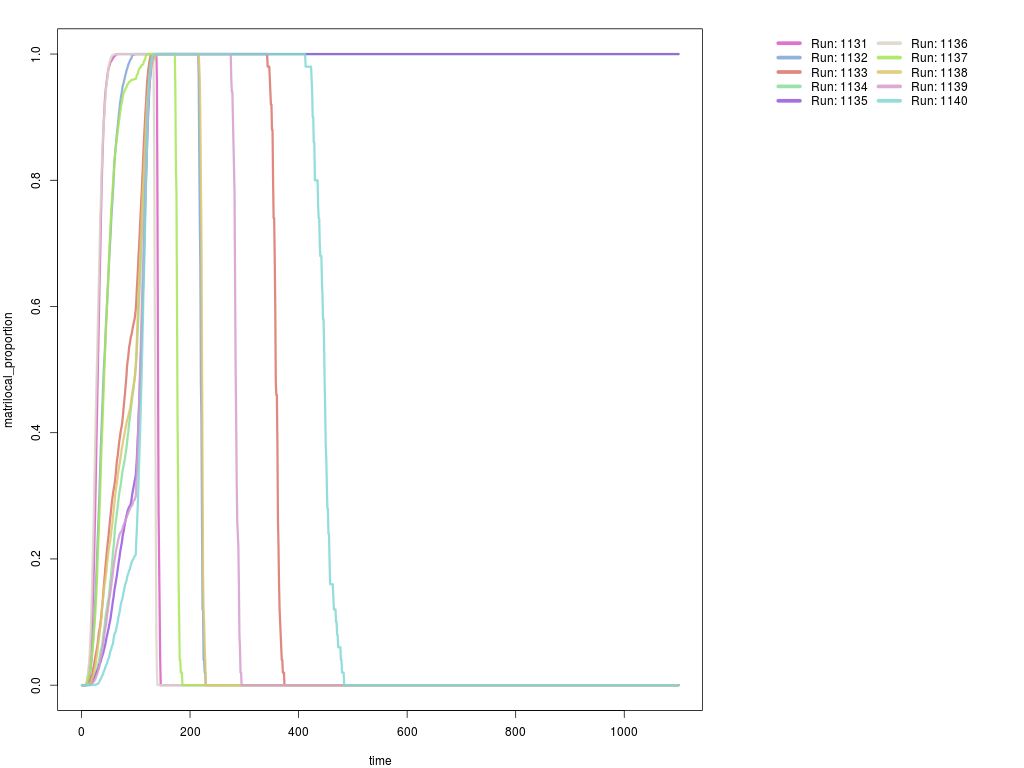 Run: 1131
Run: 1132
Run: 1133
Run: 1134
Run: 1135
Run: 1136
Run: 1137
Run: 1138
Run: 1139
Run: 1140
matrilocal_proportion
1.0
0.8
0.6
0.4
0.2
0.0
0 200 400 600 800 1000
time